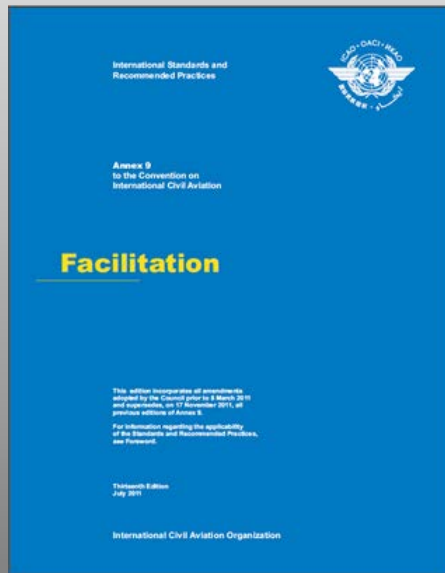 International Standards and
Recommended Practices
ICAO • OACI • ИКАО
Annex 9
to the Convention on
International Civil Aviation
Facilitation
This edition incorporates all amendments
adopted by the Council prior to 8 March 2011
and supersedes, on 17 November 2011, all
previous editions of Annex 9.
For information regarding the applicability
of the Standards and Recommended Practices,
see Foreword.
Thirteenth Edition
July 2011
International Civil Aviation Organization